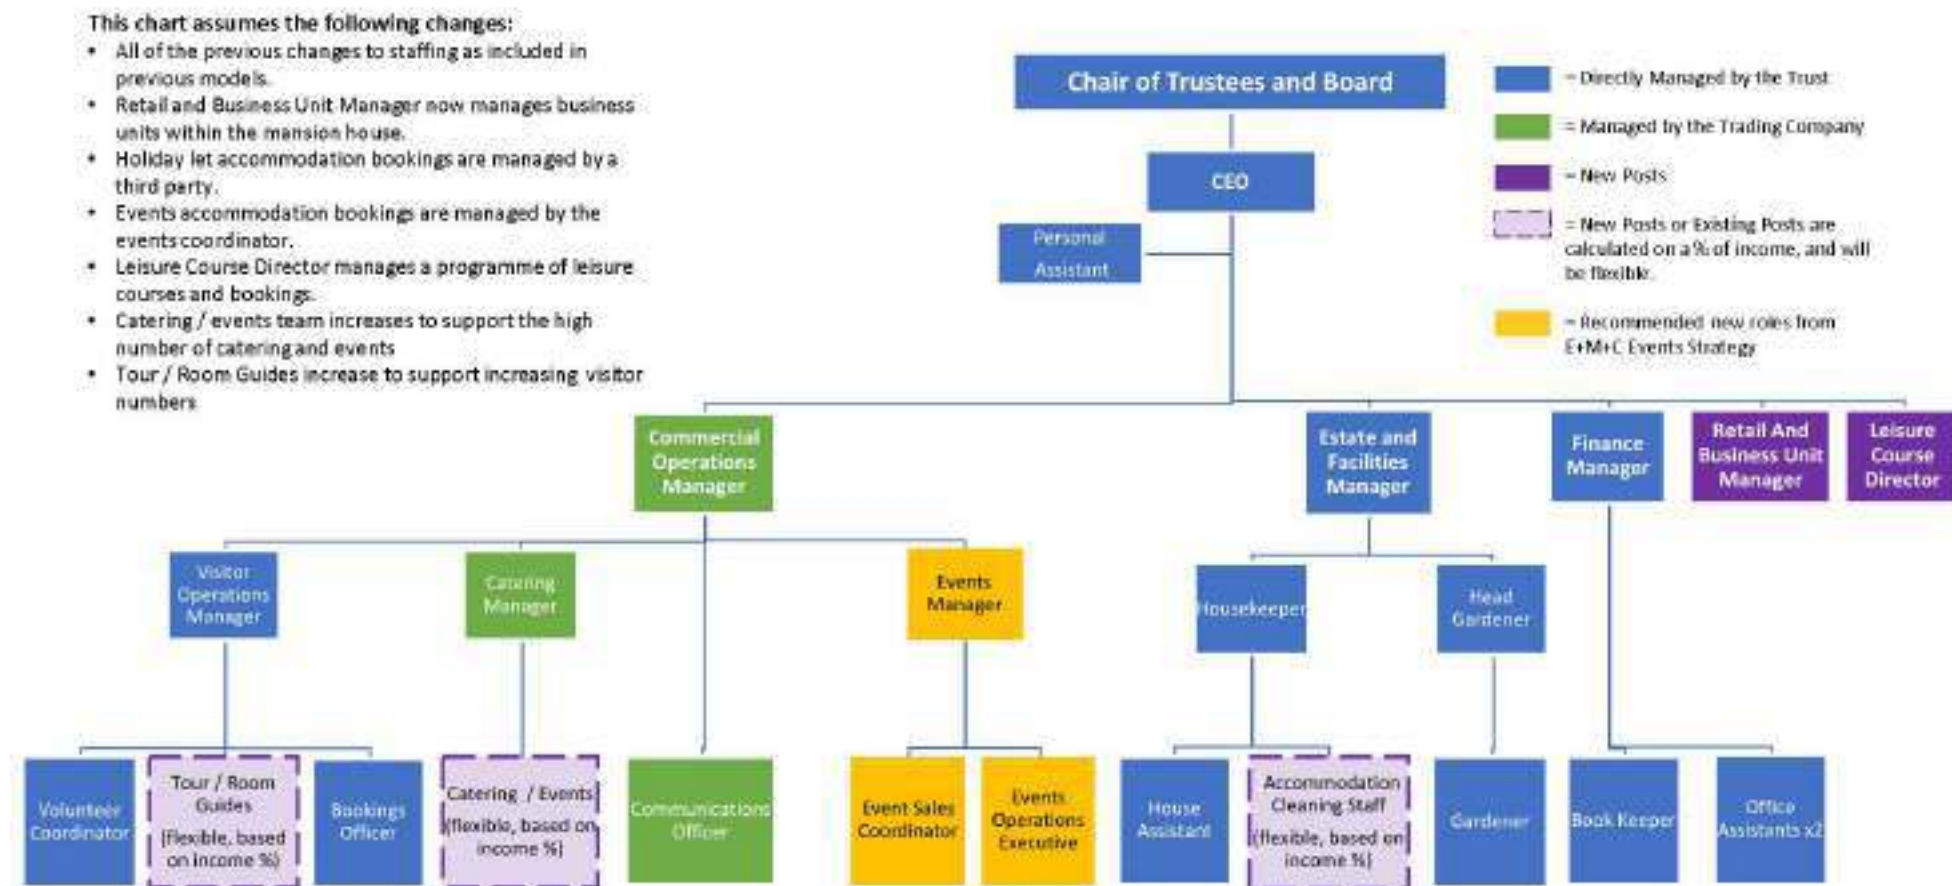 This chart assumes the following changes:
• All of the previous changes to staffing as included in
previous models.
• Retail and Business Unit Manager now manages business
units within the mansion house.
• Holiday let accommodation bookings are managed by a
third party.
• Events accommodation bookings are managed by the
events coordinator.
• Leisure Course Director manages a programme of leisure
courses and bookings.
• Catering / events team increases to support the high
number of catering and events
• Tour / Room Guides increase to support increasing visitor
numbers
Chair of Trustees and Board
CEO
Personal
Assistant
= Directly Managed by the Trust
= Managed by the Trading Company
= New Posts
= New Posts or Existing Posts are
calculated on a % of income, and will
be flexible.
= Recommended new roles from
E+M+C Events Strategy
Commercial
Operations
Manager
Estate and
Facilities
Manager
Finance
Manager
Retail And
Business Unit
Manager
Leisure
Course
Director
Visitor
Operations
Manager
Catering
Manager
Events
Manager
Housekeeper
Head
Gardener
Volunteer
Coordinator
Tour / Room
Guides
(flexible, based
on income %)
Bookings
Officer
Catering / Events
(flexible, based on
income %)
Communications
Officer
Event Sales
Coordinator
Events
Operations
Executive
House
Assistant
Accommodation
Cleaning Staff
(flexible, based on
income %)
Gardener
Book Keeper
Office
Assistants x2